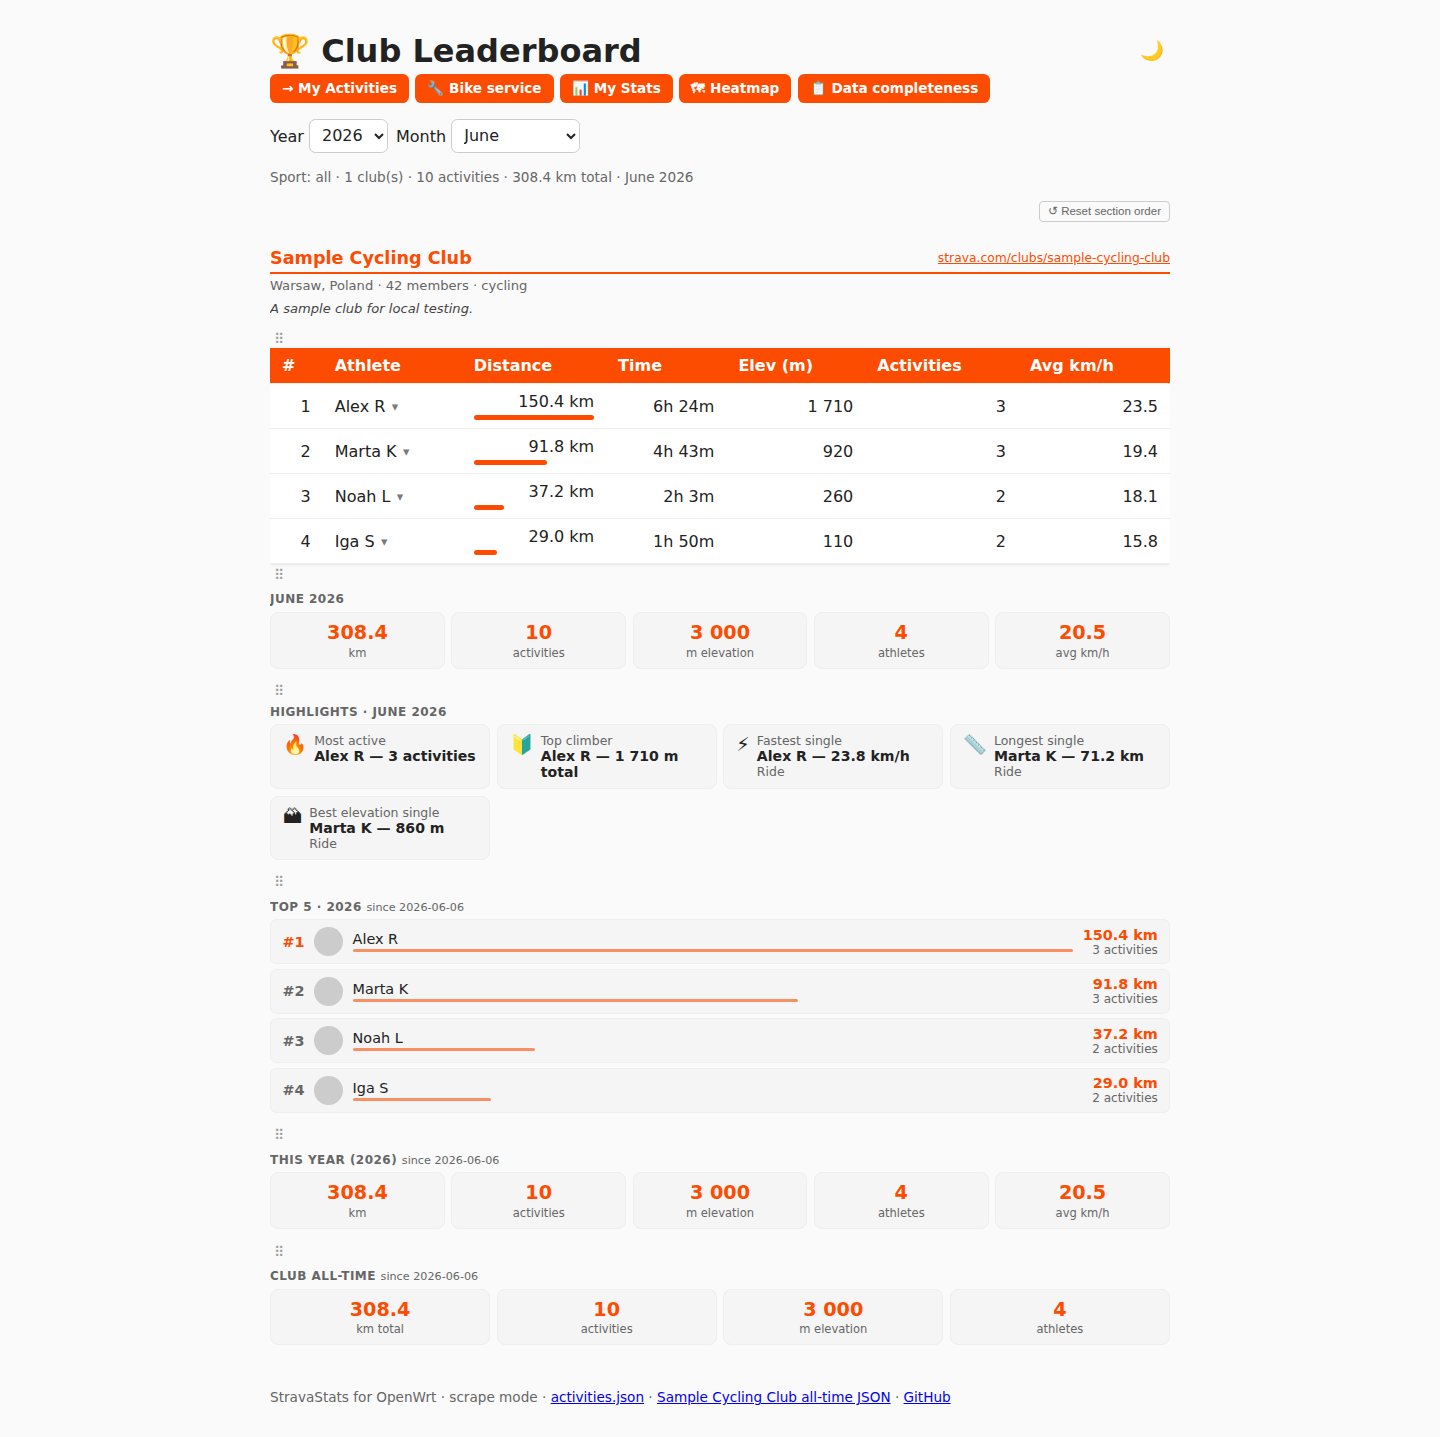 🏆 Club Leaderboard 🌙
→ My Activities 🔧 Bike service 📊 My Stats 🗺 Heatmap 📋 Data completeness
Year 2026 Month June
Sport: all · 1 club(s) · 10 activities · 308.4 km total · June 2026
↺ Reset section order
Sample Cycling Club strava.com/clubs/sample-cycling-club
Warsaw, Poland · 42 members · cycling
A sample club for local testing.
# Athlete Distance Time Elev (m) Activities Avg km/h
1 Alex R ▾ 150.4 km 6h 24m 1 710 3 23.5
2 Marta K ▾ 91.8 km 4h 43m 920 3 19.4
3 Noah L ▾ 37.2 km 2h 3m 260 2 18.1
4 Iga S ▾ 29.0 km 1h 50m 110 2 15.8
JUNE 2026
308.4 10 3 000 4 20.5
km activities m elevation athletes avg km/h
HIGHLIGHTS · JUNE 2026
🔥 Most active
Alex R — 3 activities
🔰 Top climber
Alex R — 1 710 m
total
⚡ Fastest single
Alex R — 23.8 km/h
Ride
📏 Longest single
Marta K — 71.2 km
Ride
🏔 Best elevation single
Marta K — 860 m
Ride
TOP 5 · 2026 since 2026-06-06
#1 Alex R 150.4 km
3 activities
#2 Marta K 91.8 km
3 activities
#3 Noah L 37.2 km
2 activities
#4 Iga S 29.0 km
2 activities
THIS YEAR (2026) since 2026-06-06
308.4 10 3 000 4 20.5
km activities m elevation athletes avg km/h
CLUB ALL-TIME since 2026-06-06
308.4 10 3 000 4
km total activities m elevation athletes
StravaStats for OpenWrt · scrape mode · activities.json · Sample Cycling Club all-time JSON · GitHub